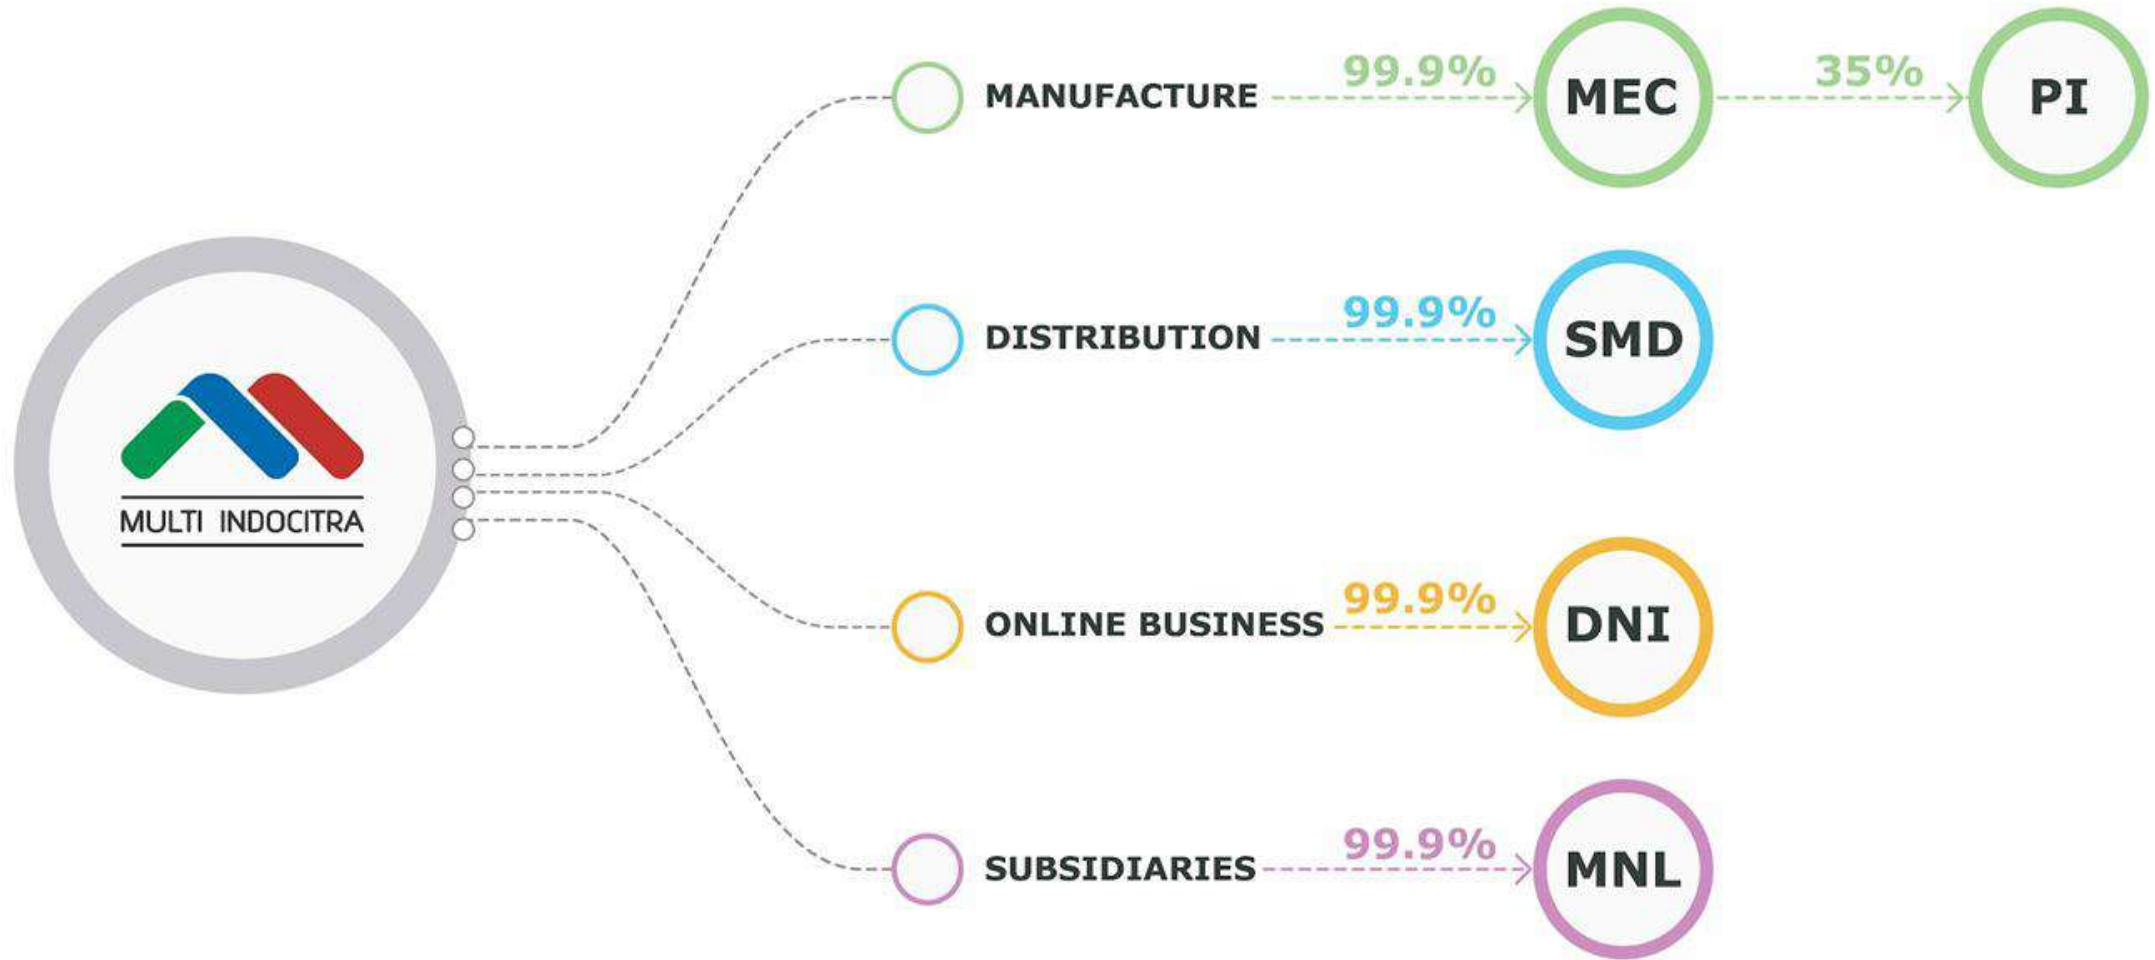 MANUFACTURE 99.9% MEC 35% PI
DISTRIBUTION 99.9% SMD
MULTI INDOCITRA
ONLINE BUSINESS 99.9% DNI
SUBSIDIARIES 99.9% MNL